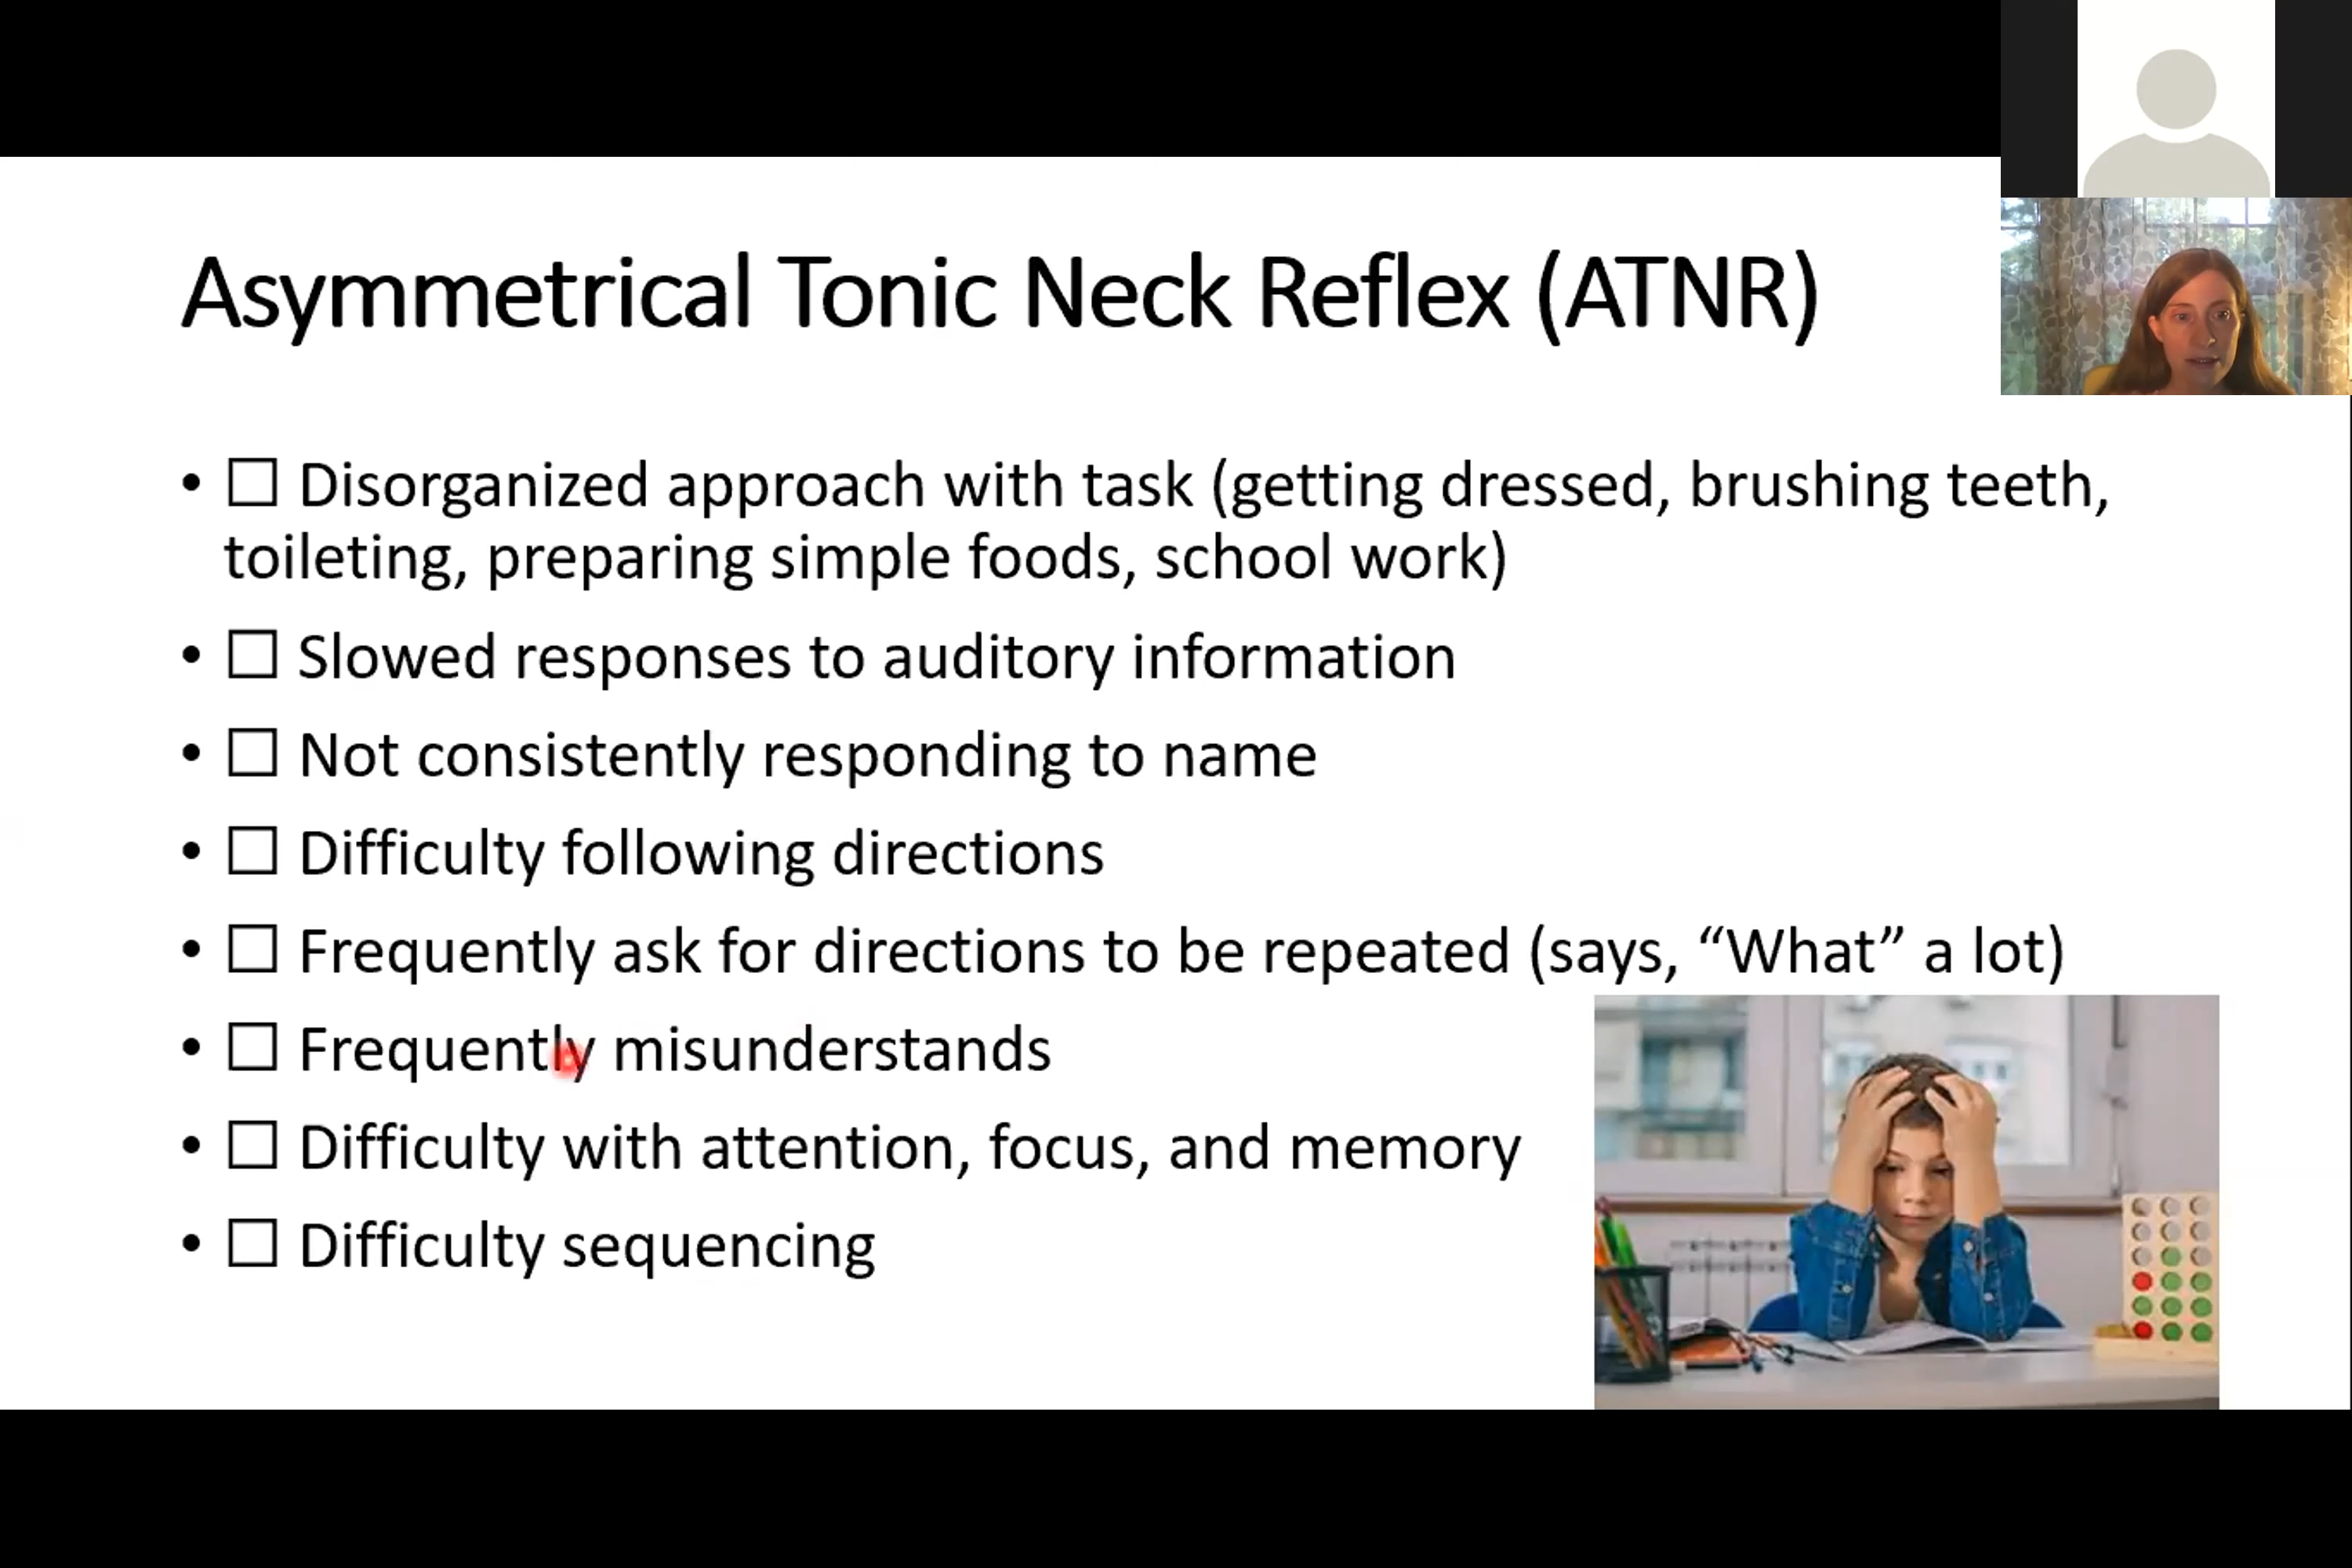 Asymmetrical Tonic Neck Reflex (ATNR)
• ☐ Disorganized approach with task (getting dressed, brushing teeth,
toileting, preparing simple foods, school work)
• ☐ Slowed responses to auditory information
• ☐ Not consistently responding to name
• ☐ Difficulty following directions
• ☐ Frequently ask for directions to be repeated (says, “What” a lot)
• ☐ Frequently misunderstands
• ☐ Difficulty with attention, focus, and memory
• ☐ Difficulty sequencing